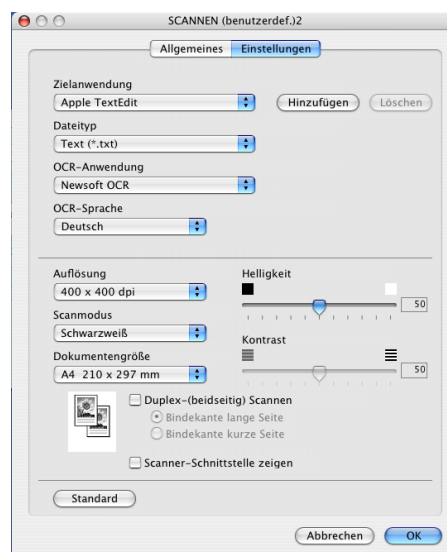 SCANNEN (benutzerdef.)2
Allgemeines Einstellungen
Zielanwendung
Apple TextEdit Hinzufügen Löschen
Dateityp
Text (*.txt)
OCR-Anwendung
Newsoft OCR
OCR-Sprache
Deutsch
Auflösung Helligkeit
400 x 400 dpi
50
Scanmodus
Schwarzweiß
Kontrast
Dokumentengröße
A4 210 x 297 mm 50
Duplex-(beidseitig) Scannen
Bindekante lange Seite
Bindekante kurze Seite
Scanner-Schnittstelle zeigen
Standard
Abbrechen OK